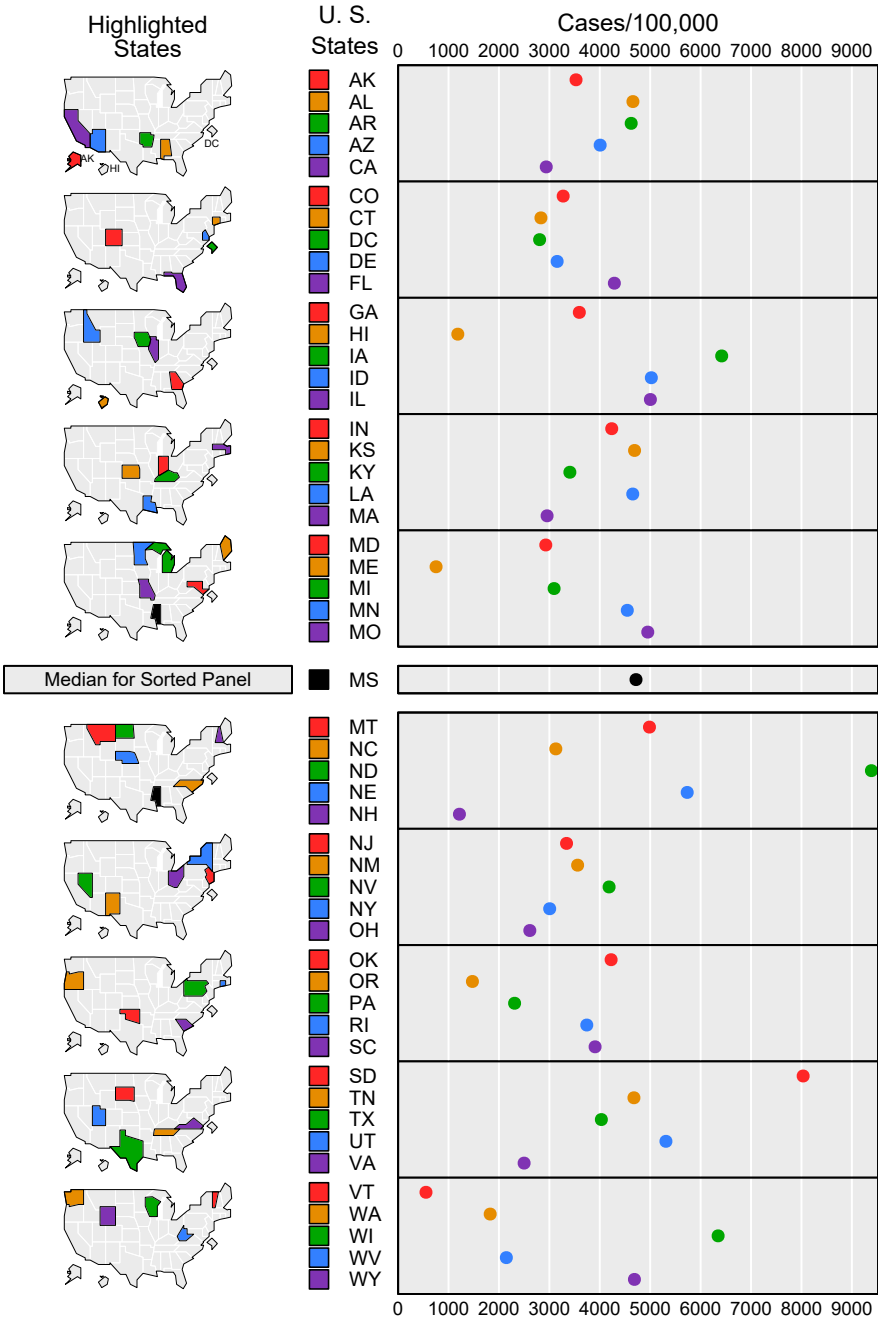 Highlighted
States
U. S.
States
Cases/100,000
0 1000 2000 3000 4000 5000 6000 7000 8000 9000
AK
AL
AR
AZ
CA
DC
AK
HI
CO
CT
DC
DE
FL
GA
HI
IA
ID
IL
IN
KS
KY
LA
MA
MD
ME
MI
MN
MO
Median for Sorted Panel
MS
MT
NC
ND
NE
NH
NJ
NM
NV
NY
OH
OK
OR
PA
RI
SC
SD
TN
TX
UT
VA
VT
WA
WI
WV
WY
0 1000 2000 3000 4000 5000 6000 7000 8000 9000